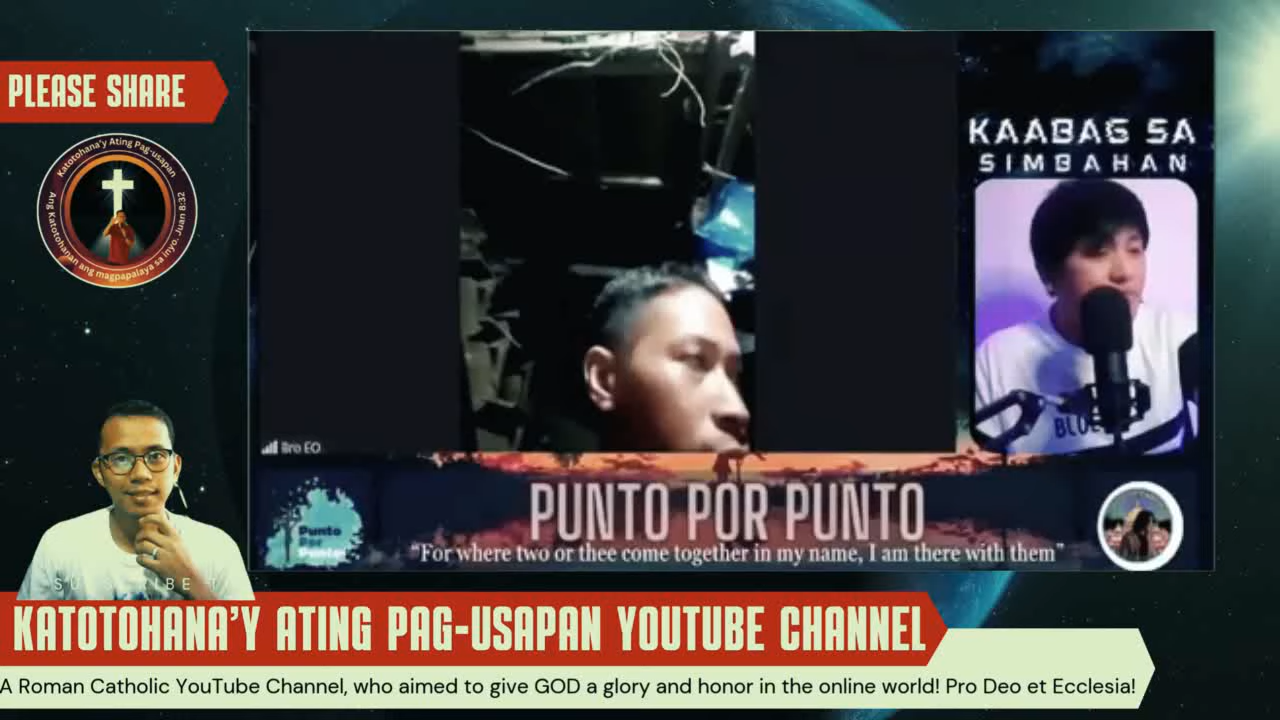 PLEASE SHARE
Katotohana'y Ating Pag-usapan
Ang Katotohanan ang magpapalaya sa inyo. Juan 8:32
KAABAG SA
SIMBAHAN
BLUE
Bro EO
Punto
Por
Punto
PUNTO POR PUNTO
"For where two or thee come together in my name, I am there with them"
KATOTOHANA'Y ATING PAG-USAPAN YOUTUBE CHANNEL
A Roman Catholic YouTube Channel, who aimed to give GOD a glory and honor in the online world! Pro Deo et Ecclesia!